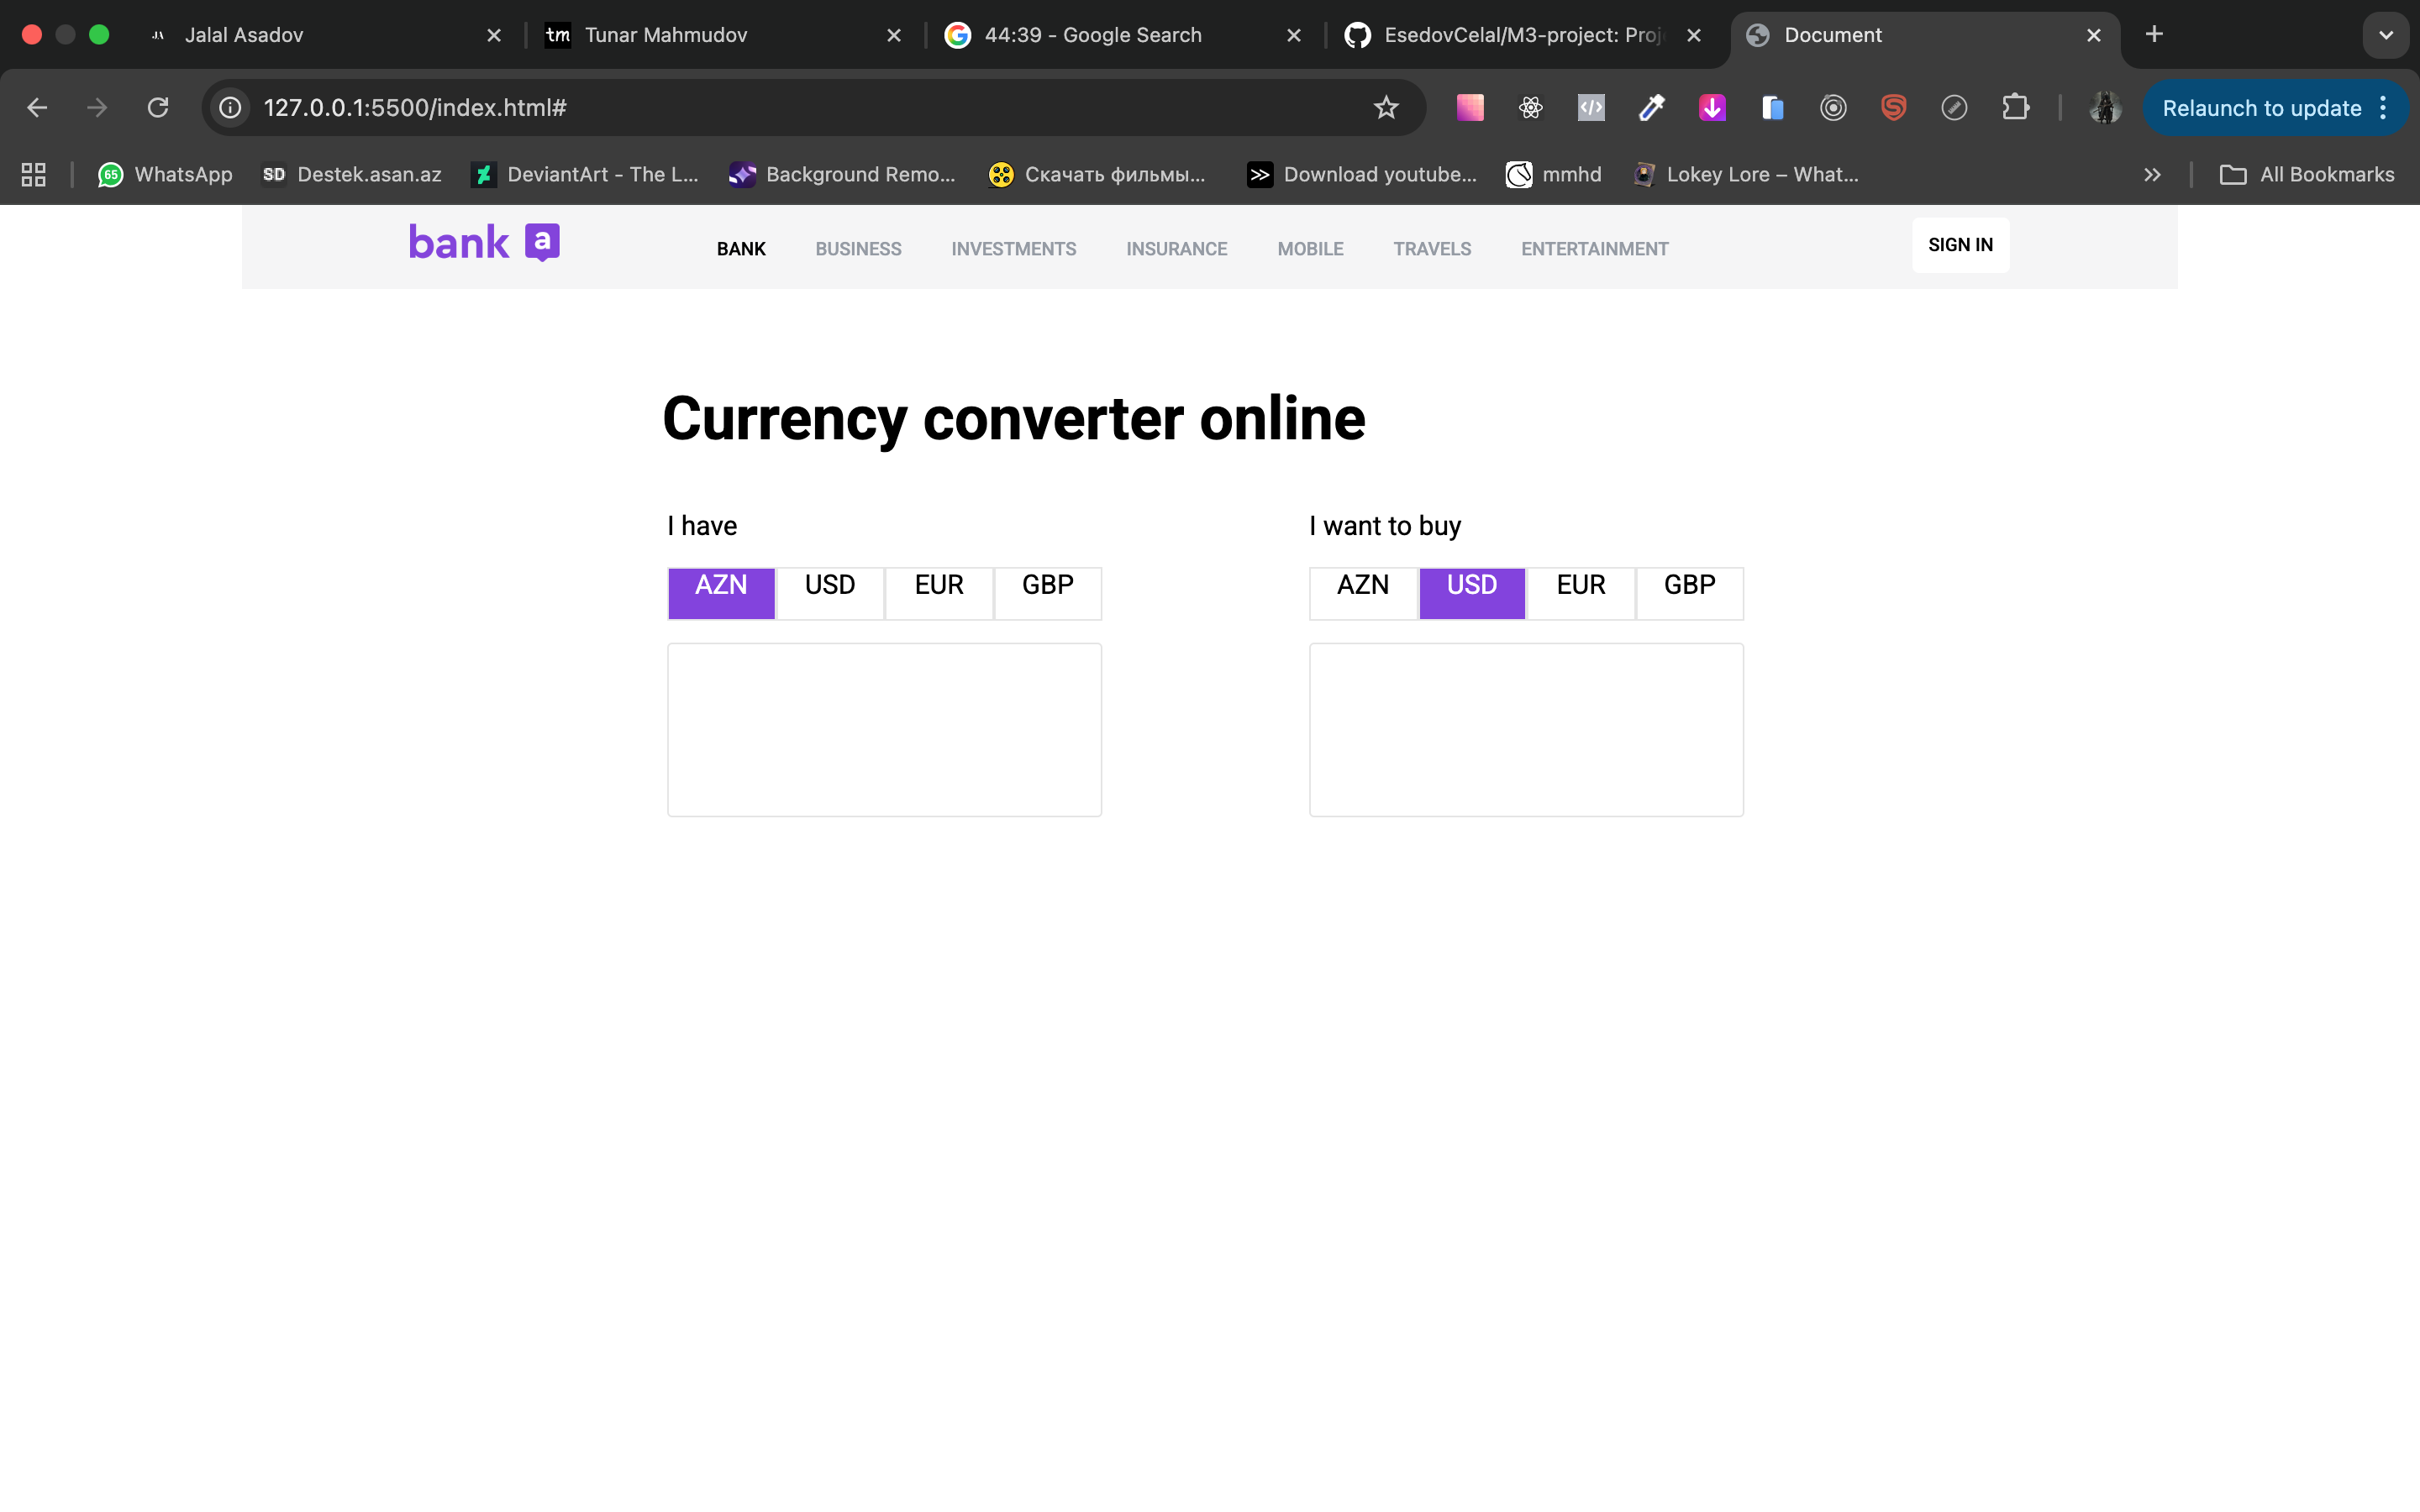 Jalal Asadov
tm Tunar Mahmudov
44:39 - Google Search
EsedovCelal/M3-project: Proj
Document
127.0.0.1:5500/index.html#
Relaunch to update
65 WhatsApp
SD Destek.asan.az
DeviantArt - The L...
Background Remo...
Скачать фильмы...
Download youtube...
mmhd
Lokey Lore – What...
All Bookmarks
bank a
BANK
BUSINESS
INVESTMENTS
INSURANCE
MOBILE
TRAVELS
ENTERTAINMENT
SIGN IN
Currency converter online
I have
AZN USD EUR GBP
I want to buy
AZN USD EUR GBP